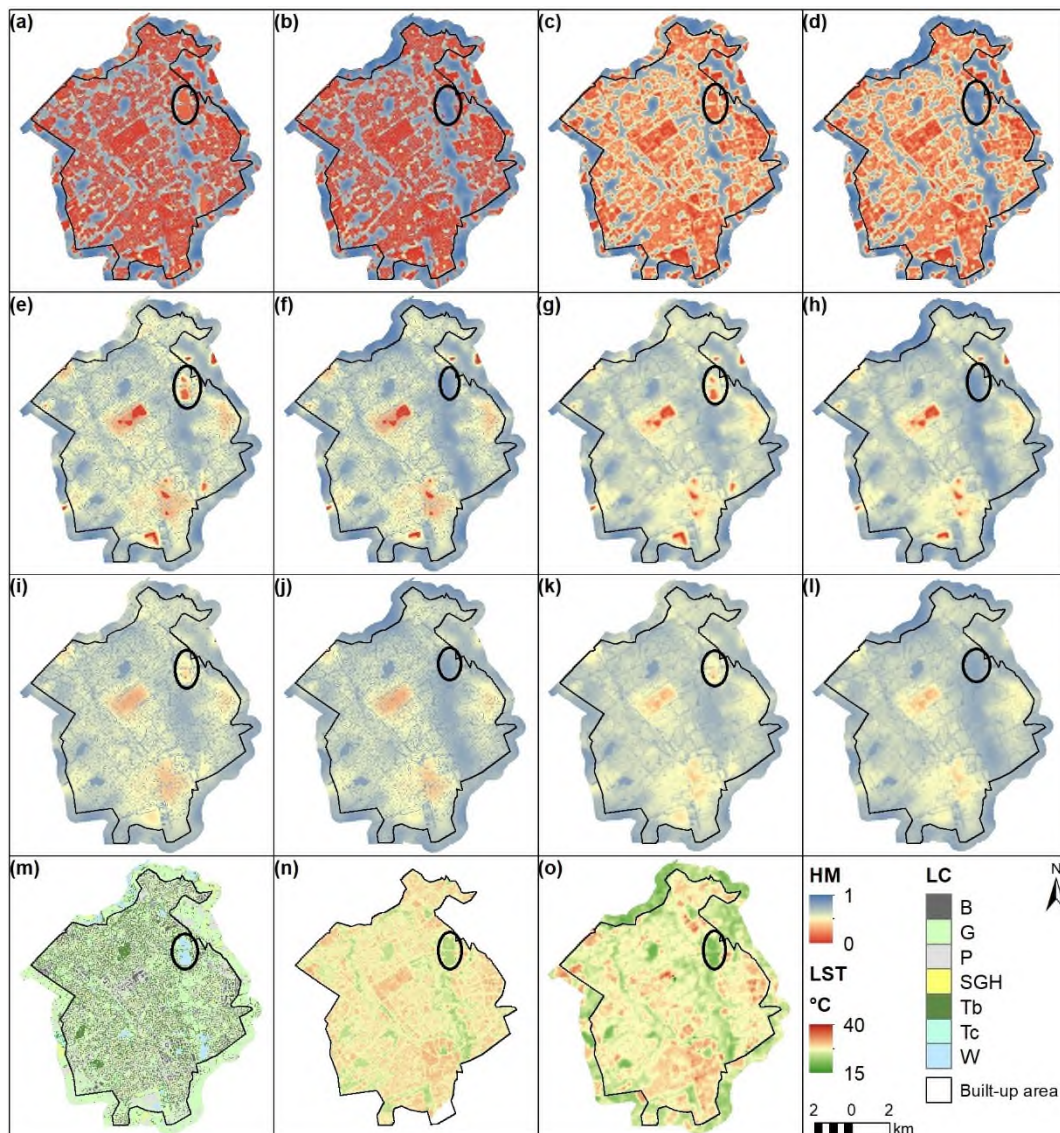 (a)
(b)
(c)
(d)
(e)
(f)
(g)
(h)
(i)
(j)
(k)
(l)
(m)
(n)
(o)
HM
1
0
LST
°C
40
15
LC
B
G
P
SGH
Tb
Tc
W
Built-up area
N
2 0 2
km